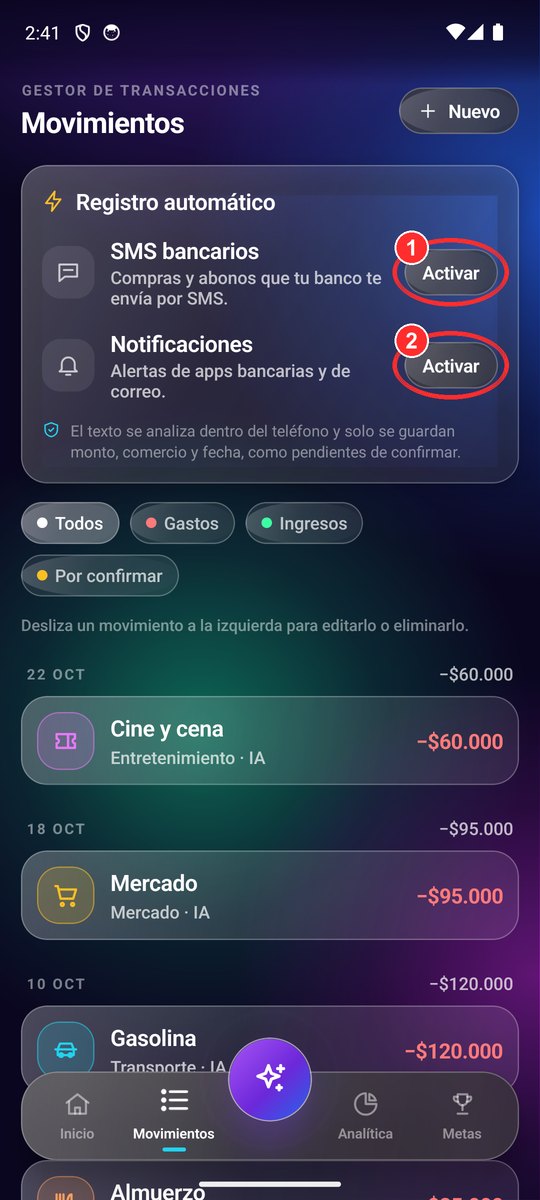 2:41
GESTOR DE TRANSACCIONES
Movimientos
+ Nuevo
Registro automático
SMS bancarios
Compras y abonos que tu banco te
envía por SMS.
1
Activar
Notificaciones
Alertas de apps bancarias y de
correo.
2
Activar
El texto se analiza dentro del teléfono y solo se guardan
monto, comercio y fecha, como pendientes de confirmar.
Todos
Gastos
Ingresos
Por confirmar
Desliza un movimiento a la izquierda para editarlo o eliminarlo.
22 OCT
−$60.000
Cine y cena
Entretenimiento · IA
−$60.000
18 OCT
−$95.000
Mercado
Mercado · IA
−$95.000
10 OCT
−$120.000
Gasolina
Transporte · IA
−$120.000
Inicio
Movimientos
Analítica
Metas
Almuerzo